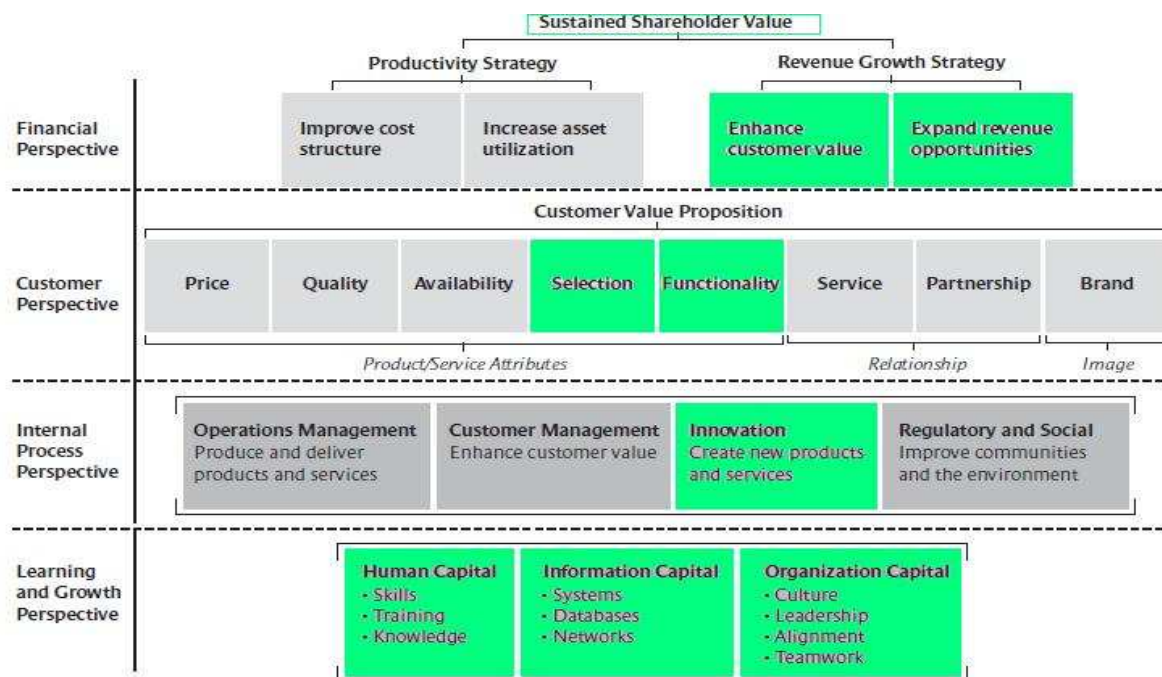 Sustained Shareholder Value
Productivity Strategy
Revenue Growth Strategy
Financial
Perspective
Improve cost
structure
Increase asset
utilization
Enhance
customer value
Expand revenue
opportunities
Customer Value Proposition
Customer
Perspective
Price
Quality
Availability
Selection
Functionality
Service
Partnership
Brand
Product/Service Attributes
Relationship
Image
Internal
Process
Perspective
Operations Management
Produce and deliver
products and services
Customer Management
Enhance customer value
Innovation
Create new products
and services
Regulatory and Social
Improve communities
and the environment
Learning
and Growth
Perspective
Human Capital
• Skills
• Training
• Knowledge
Information Capital
• Systems
• Databases
• Networks
Organization Capital
• Culture
• Leadership
• Alignment
• Teamwork